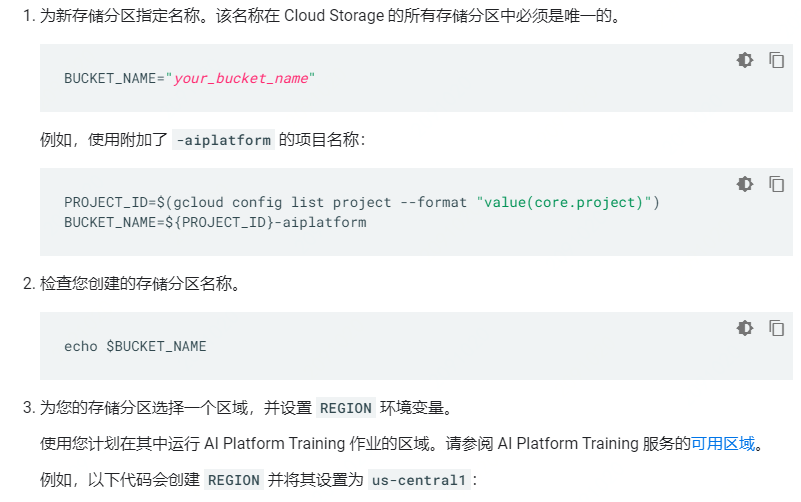 1. 为新存储分区指定名称。该名称在 Cloud Storage 的所有存储分区中必须是唯一的。
BUCKET_NAME="your_bucket_name"
例如，使用附加了 -aiplatform 的项目名称：
PROJECT_ID=$(gcloud config list project --format "value(core.project)")
BUCKET_NAME=${PROJECT_ID}-aiplatform
2. 检查您创建的存储分区名称。
echo $BUCKET_NAME
3. 为您的存储分区选择一个区域，并设置 REGION 环境变量。
使用您计划在其中运行 AI Platform Training 作业的区域。请参阅 AI Platform Training 服务的可用区域。
例如，以下代码会创建 REGION 并将其设置为 us-central1：